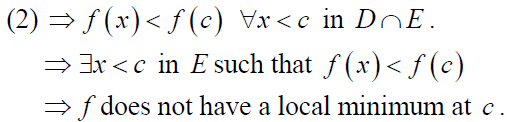 (2) ⇒ f(x) < f(c) ∀x < c in D∩E.
⇒ ∃x < c in E such that f(x) < f(c)
⇒ f does not have a local minimum at c.